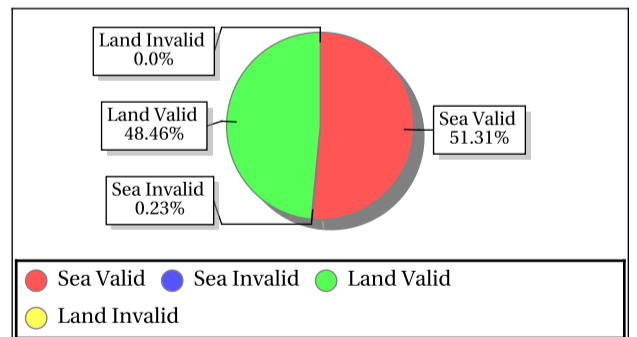 Land Invalid
0.0%
Land Valid
48.46%
Sea Valid
51.31%
Sea Invalid
0.23%
Sea Valid
Sea Invalid
Land Valid
Land Invalid